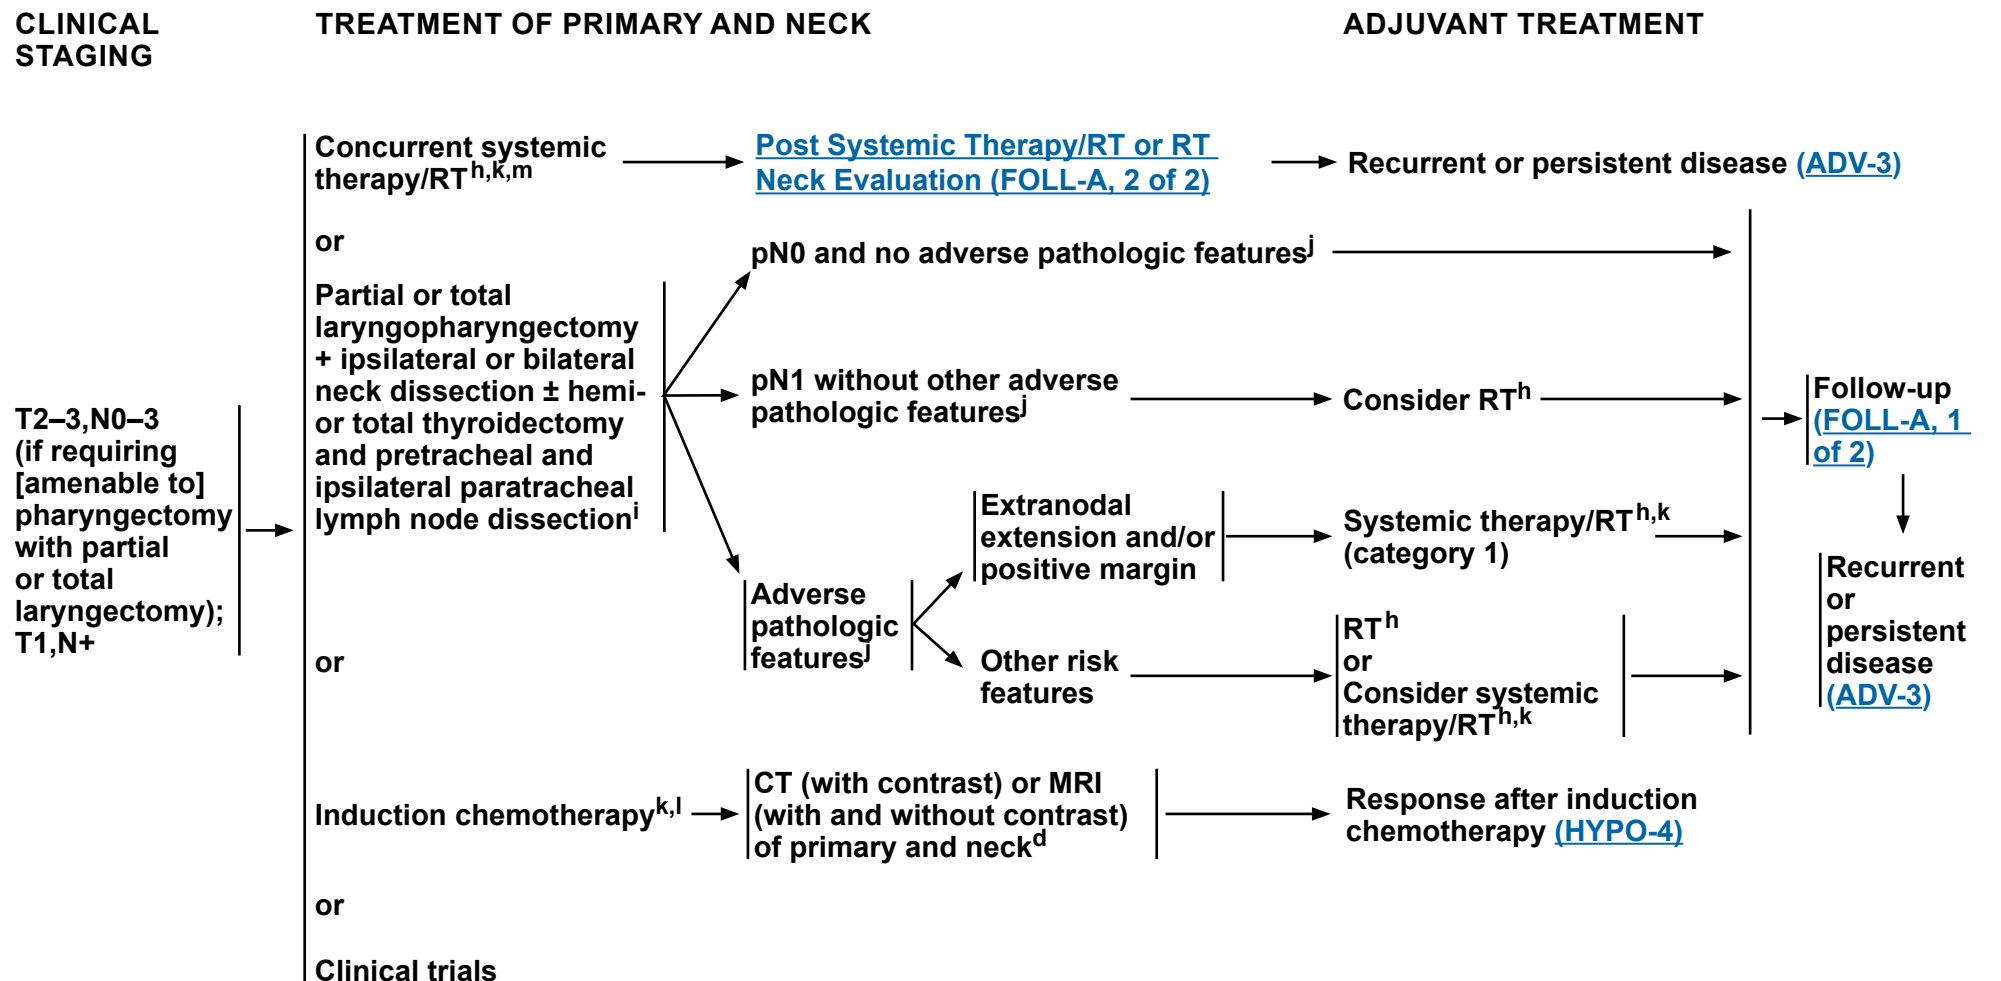 CLINICAL
STAGING
TREATMENT OF PRIMARY AND NECK
ADJUVANT TREATMENT
T2–3,N0–3
(if requiring
[amenable to]
pharyngectomy
with partial
or total
laryngectomy);
T1,N+
Concurrent systemic
therapy/RTh,k,m
Post Systemic Therapy/RT or RT
Neck Evaluation (FOLL-A, 2 of 2)
Recurrent or persistent disease (ADV-3)
or
Partial or total
laryngopharyngectomy
+ ipsilateral or bilateral
neck dissection ± hemi-
or total thyroidectomy
and pretracheal and
ipsilateral paratracheal
lymph node dissectioni
pN0 and no adverse pathologic featuresj
pN1 without other adverse
pathologic featuresj
Consider RTh
Adverse
pathologic
featuresj
Extranodal
extension and/or
positive margin
Systemic therapy/RTh,k
(category 1)
Other risk
features
RTh
or
Consider systemic
therapy/RTh,k
Follow-up
(FOLL-A, 1
of 2)
Recurrent
or
persistent
disease
(ADV-3)
or
Induction chemotherapyk,l
CT (with contrast) or MRI
(with and without contrast)
of primary and neckd
Response after induction
chemotherapy (HYPO-4)
or
Clinical trials